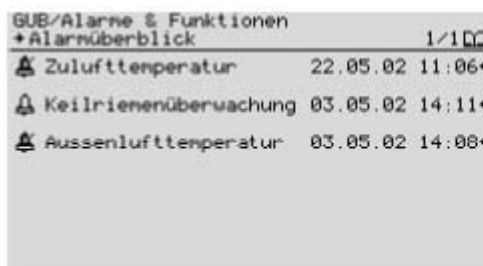 GUB/Alarme & Funktionen
Alarmüberblick 1/1
Zulufttemperatur 22.05.02 11:06
Keilriemenüberwachung 03.05.02 14:11
Aussenlufttemperatur 03.05.02 14:08